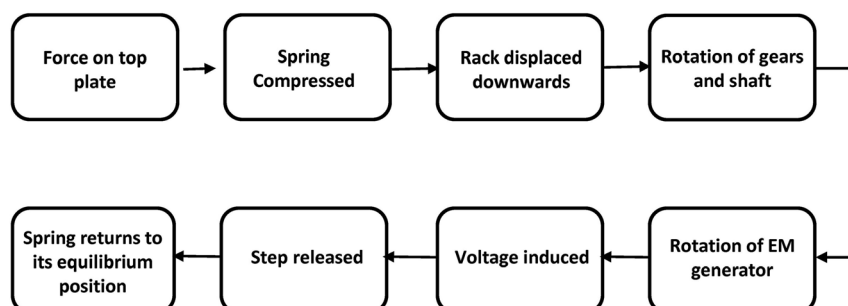 Force on top
plate
Spring
Compressed
Rack displaced
downwards
Rotation of gears
and shaft
Spring returns to
its equilibrium
position
Step released
Voltage induced
Rotation of EM
generator